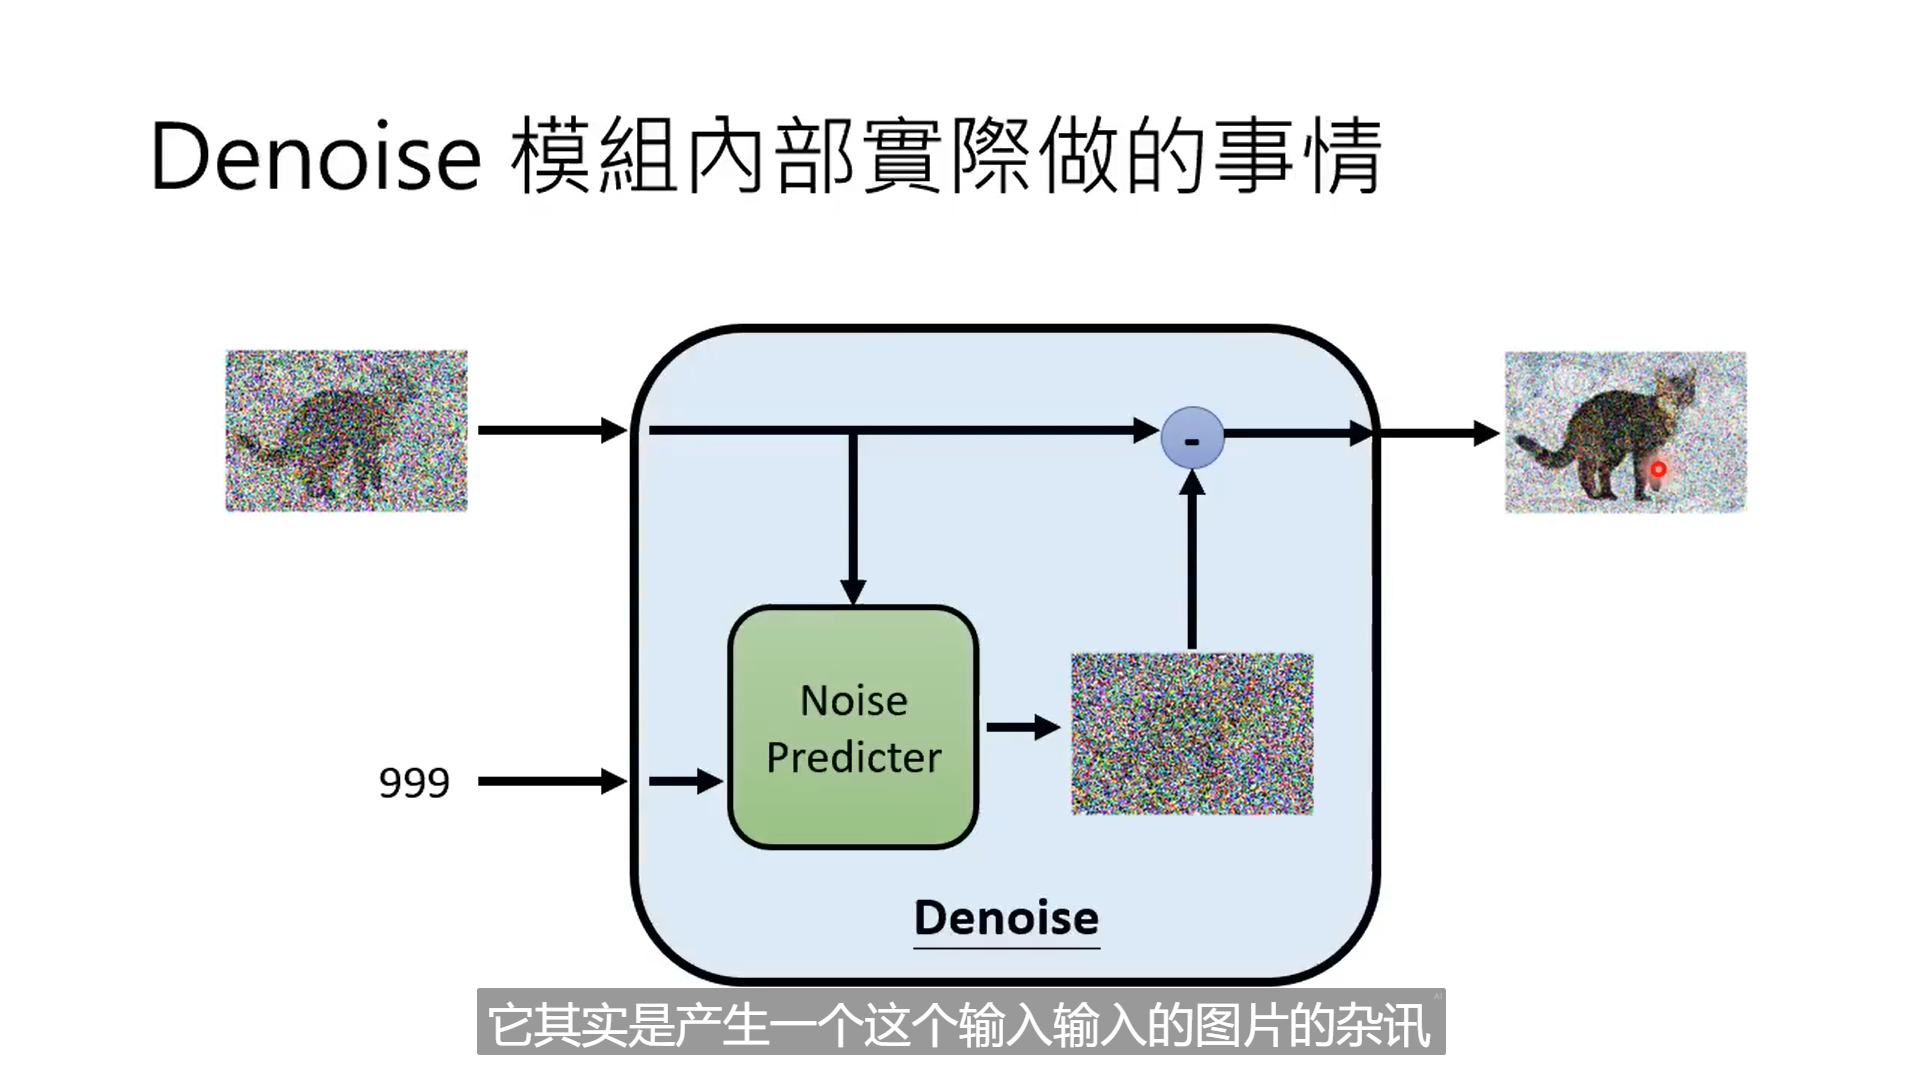 Denoise 模組內部實際做的事情
-
Noise
Predicter
999
Denoise
它其实是产生一个这个输入输入的图片的杂讯
AI